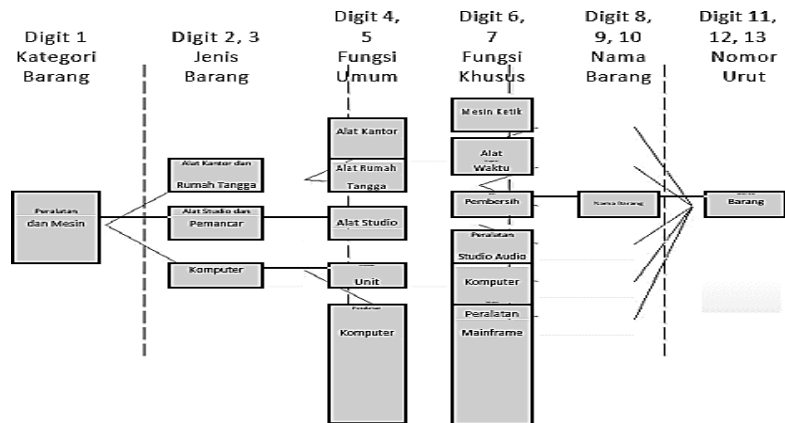 Digit 1
Kategori
Barang
Digit 2, 3
Jenis
Barang
Digit 4,
5
Fungsi
Umum
Digit 6,
7
Fungsi
Khusus
Digit 8,
9, 10
Nama
Barang
Digit 11,
12, 13
Nomor
Urut
Peralatan
dan Mesin
Alat Kantor dan
Rumah Tangga
Alat Studio dan
Pemancar
Komputer
Alat Kantor
Alat Rumah
Tangga
Alat Studio
Unit
Komputer
Mesin Ketik
Alat
Waktu
Pembersih
Peralatan
Studio Audio
Komputer
Peralatan
Mainframe
Nama Barang
Barang